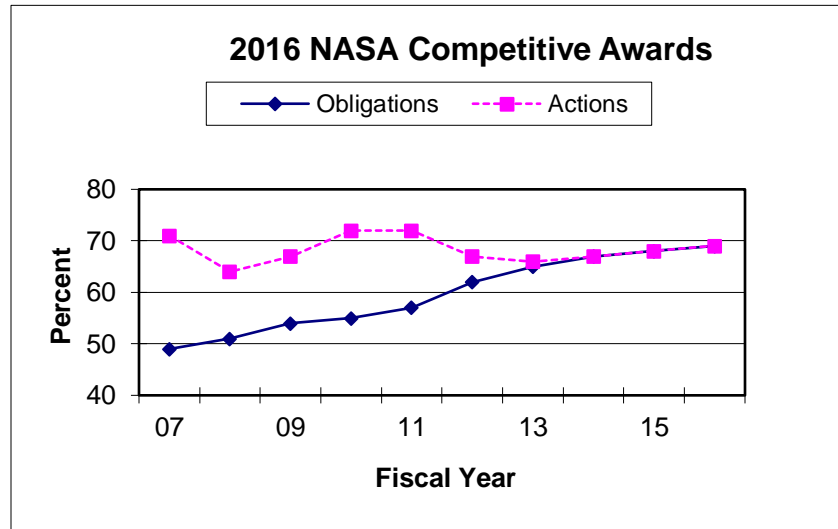 2016 NASA Competitive Awards
Obligations Actions
80
70
60
50
40
Percent
07 09 11 13 15
Fiscal Year